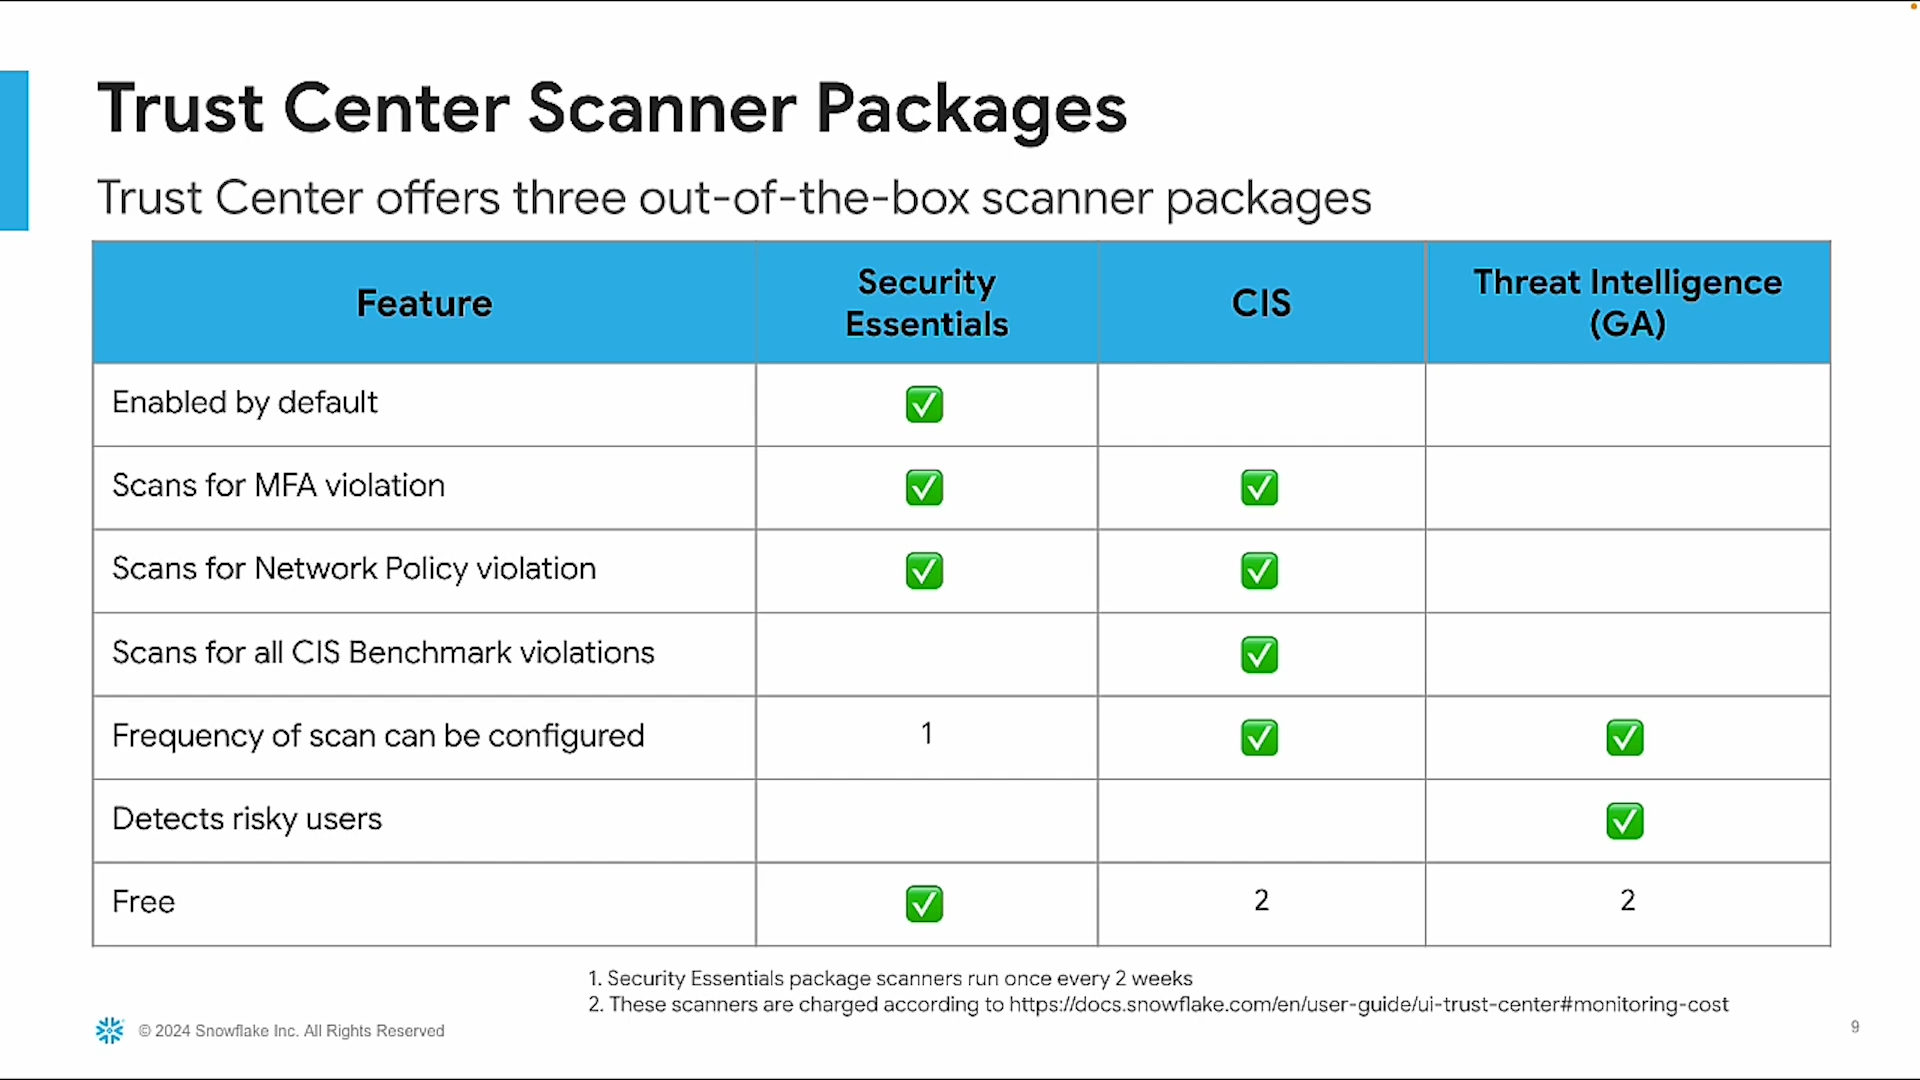 Trust Center Scanner Packages
Trust Center offers three out-of-the-box scanner packages
Feature
Security
Essentials
CIS
Threat Intelligence
(GA)
Enabled by default ✅
Scans for MFA violation ✅ ✅
Scans for Network Policy violation ✅ ✅
Scans for all CIS Benchmark violations ✅
Frequency of scan can be configured 1 ✅ ✅
Detects risky users ✅
Free ✅ 2 2
1. Security Essentials package scanners run once every 2 weeks
2. These scanners are charged according to https://docs.snowflake.com/en/user-guide/ui-trust-center#monitoring-cost
© 2024 Snowflake Inc. All Rights Reserved
9